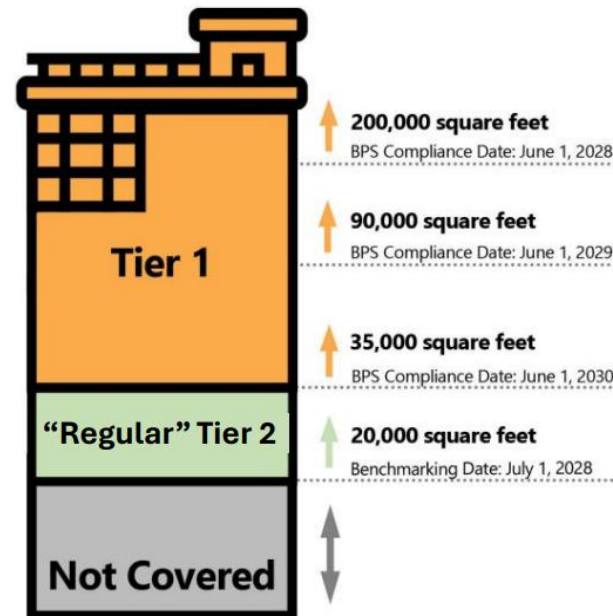 200,000 square feet
BPS Compliance Date: June 1, 2028
90,000 square feet
BPS Compliance Date: June 1, 2029
Tier 1
35,000 square feet
BPS Compliance Date: June 1, 2030
“Regular” Tier 2
20,000 square feet
Benchmarking Date: July 1, 2028
Not Covered